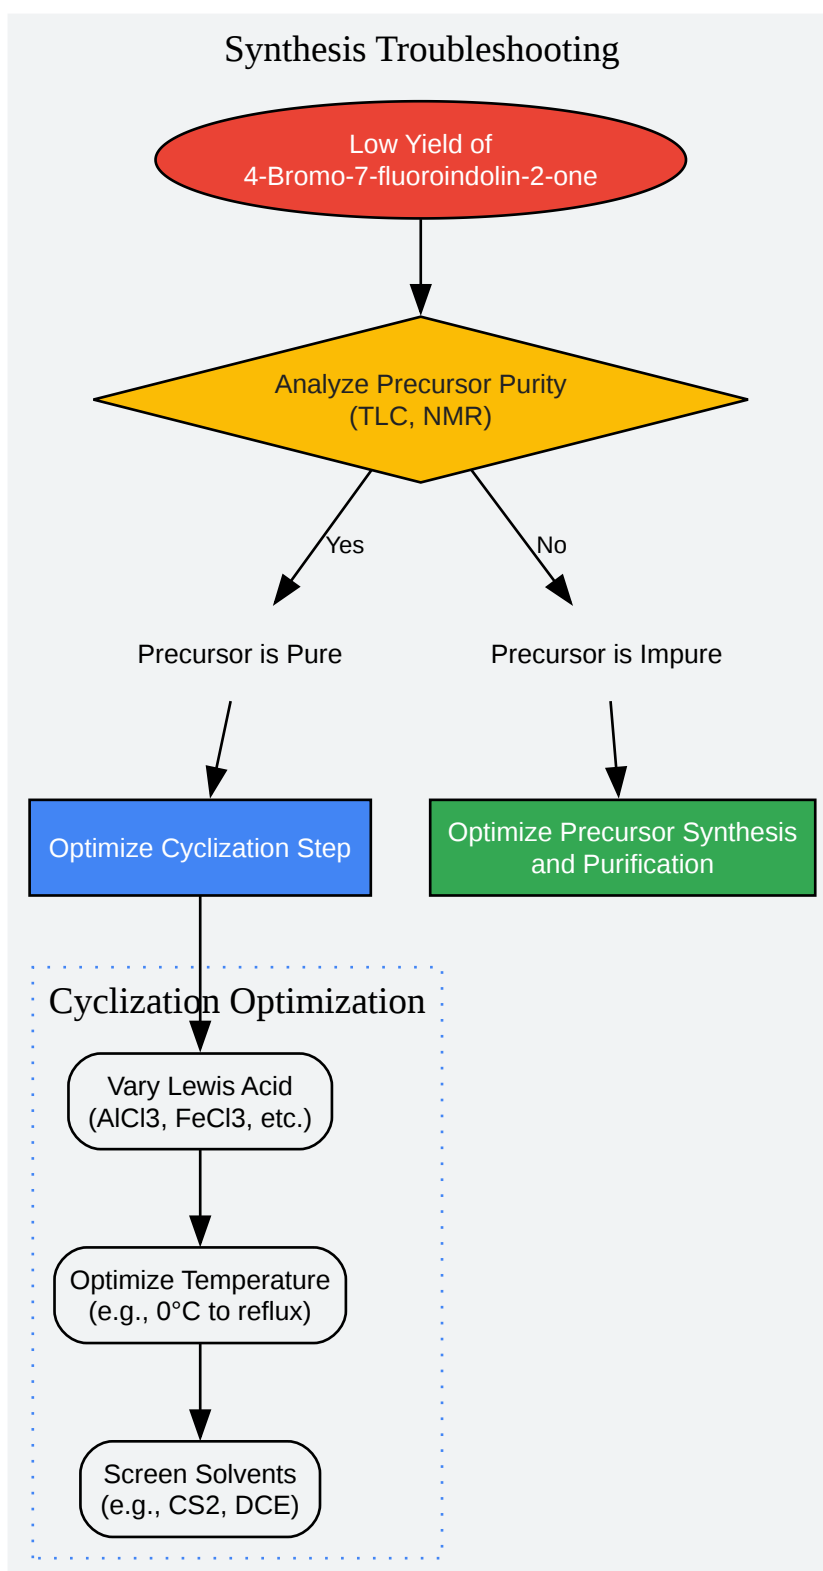 Synthesis Troubleshooting
Low Yield of
4-Bromo-7-fluoroindolin-2-one
Analyze Precursor Purity
(TLC, NMR)
Yes
No
Precursor is Pure
Precursor is Impure
Optimize Cyclization Step
Optimize Precursor Synthesis
and Purification
Cyclization Optimization
Vary Lewis Acid
(AlCl3, FeCl3, etc.)
Optimize Temperature
(e.g., 0°C to reflux)
Screen Solvents
(e.g., CS2, DCE)